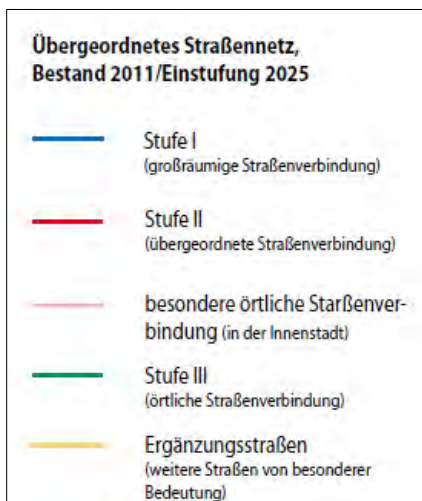 Übergeordnetes Straßennetz,
Bestand 2011/Einstufung 2025
Stufe I
(großräumige Straßenverbindung)
Stufe II
(übergeordnete Straßenverbindung)
besondere örtliche Starßenver-
bindung (in der Innenstadt)
Stufe III
(örtliche Straßenverbindung)
Ergänzungsstraßen
(weitere Straßen von besonderer
Bedeutung)